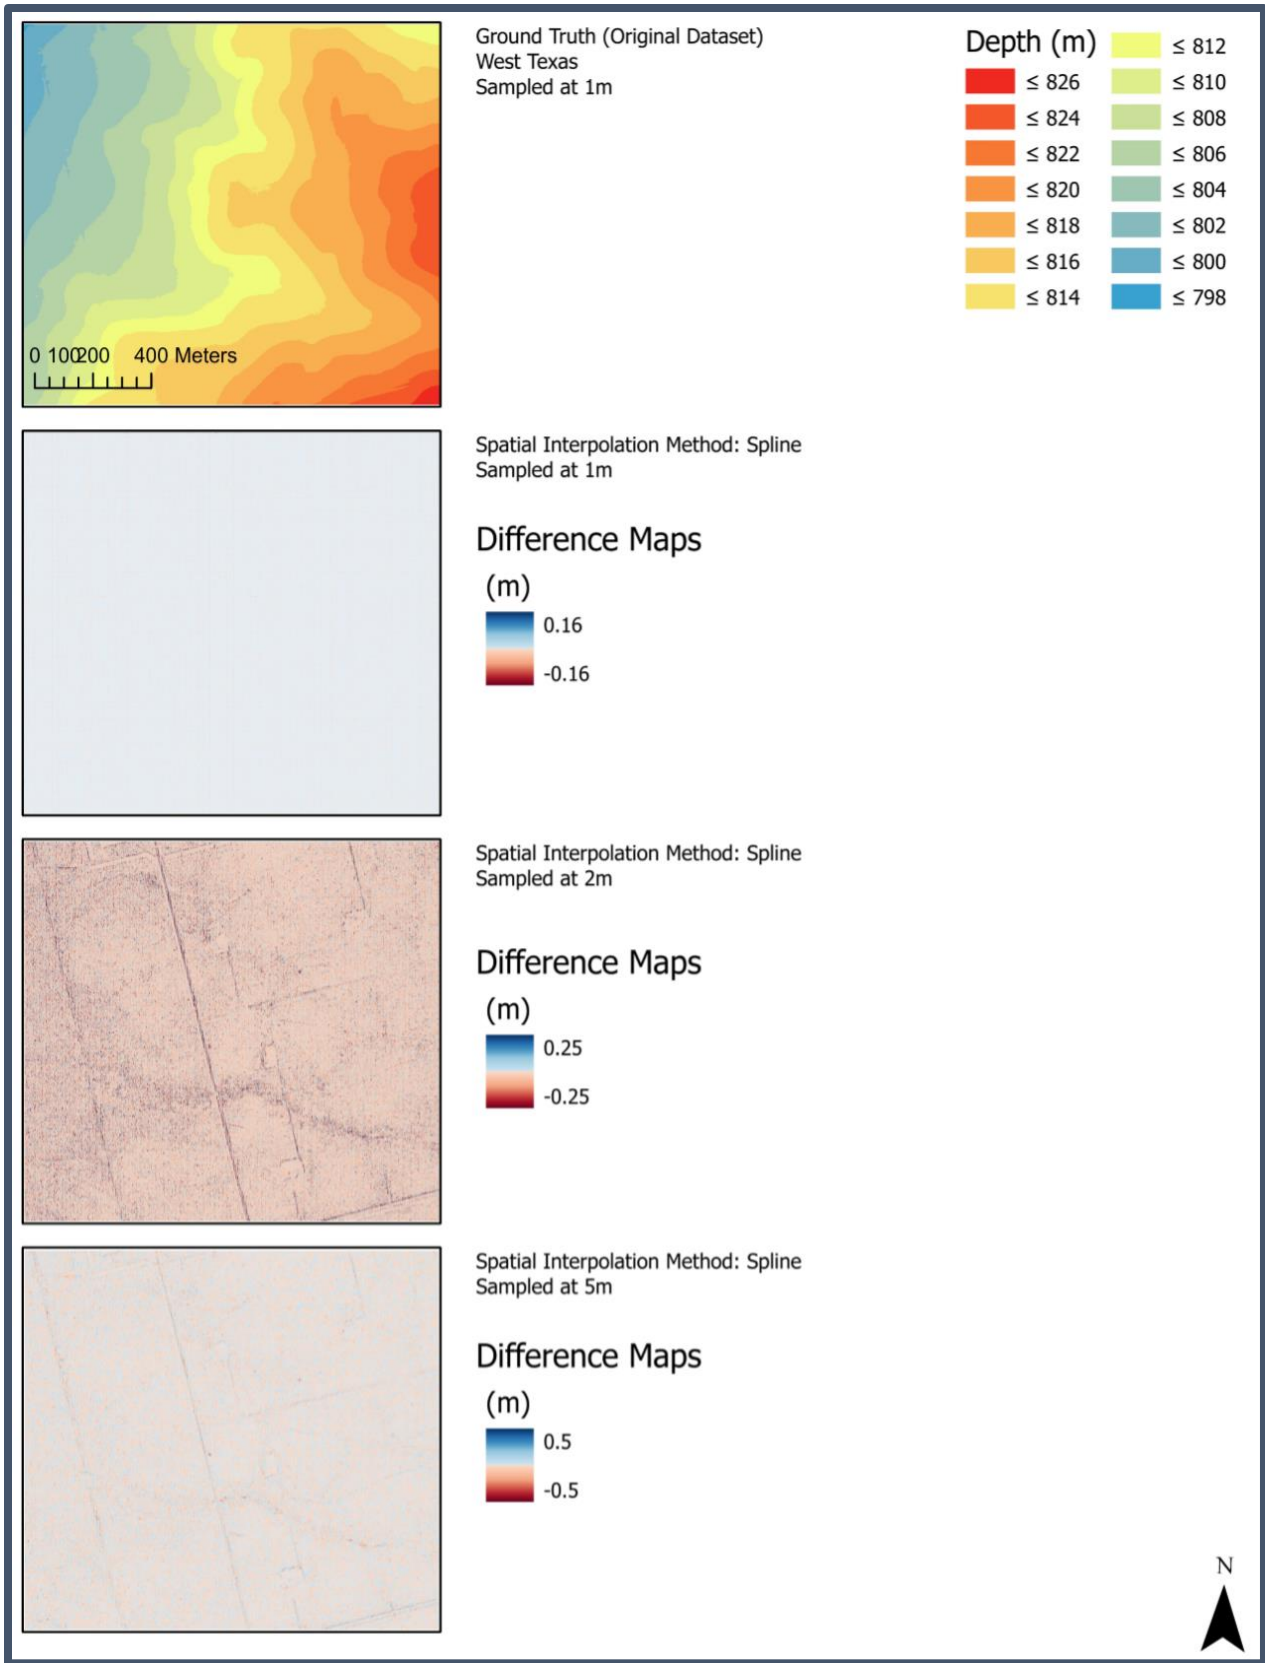 Ground Truth (Original Dataset)
West Texas
Sampled at 1m
Depth (m)
≤ 826
≤ 824
≤ 822
≤ 820
≤ 818
≤ 816
≤ 814
≤ 812
≤ 810
≤ 808
≤ 806
≤ 804
≤ 802
≤ 800
≤ 798
0 100200 400 Meters
Spatial Interpolation Method: Spline
Sampled at 1m
Difference Maps
(m)
0.16
-0.16
Spatial Interpolation Method: Spline
Sampled at 2m
Difference Maps
(m)
0.25
-0.25
Spatial Interpolation Method: Spline
Sampled at 5m
Difference Maps
(m)
0.5
-0.5
N